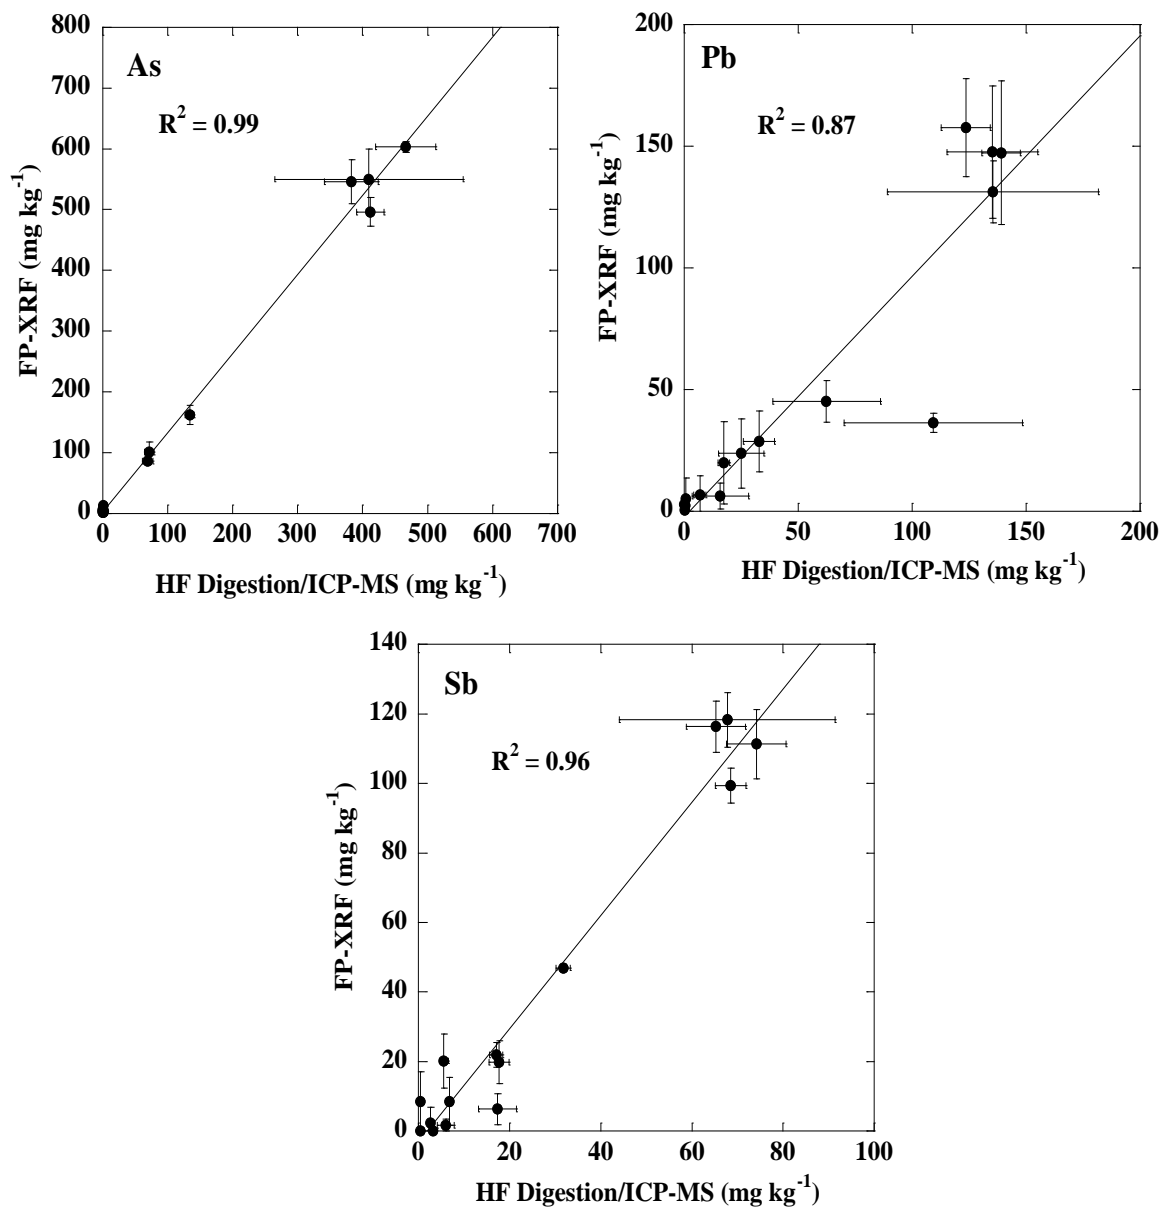 As
R² = 0.99
FP-XRF (mg kg⁻¹)
800
700
600
500
400
300
200
100
0
0 100 200 300 400 500 600 700
HF Digestion/ICP-MS (mg kg⁻¹)
Pb
R² = 0.87
FP-XRF (mg kg⁻¹)
200
150
100
50
0
0 50 100 150 200
HF Digestion/ICP-MS (mg kg⁻¹)
Sb
R² = 0.96
FP-XRF (mg kg⁻¹)
140
120
100
80
60
40
20
0
0 20 40 60 80 100
HF Digestion/ICP-MS (mg kg⁻¹)